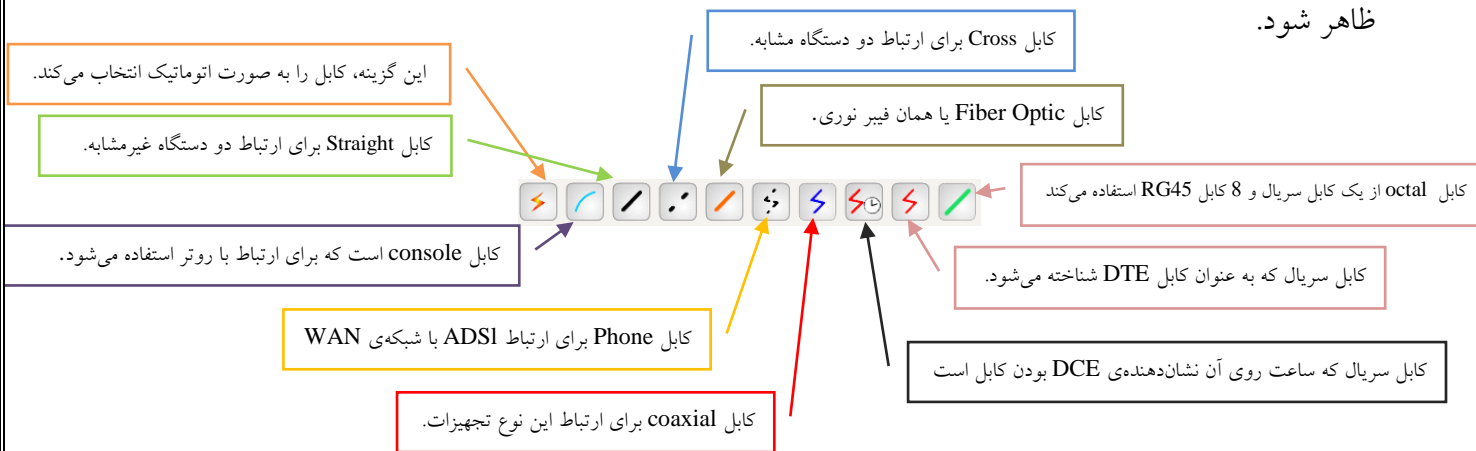 ظاهر شود.
کابل Cross برای ارتباط دو دستگاه مشابه.
این گزینه، کابل را به صورت اتوماتیک انتخاب می‌کند.
کابل Fiber Optic یا همان فیبر نوری.
کابل Straight برای ارتباط دو دستگاه غیرمشابه.
کابل octal از یک کابل سریال و 8 کابل RG45 استفاده می‌کند
کابل console است که برای ارتباط با روتر استفاده می‌شود.
کابل سریال که به عنوان کابل DTE شناخته می‌شود.
کابل Phone برای ارتباط ADSl با شبکه‌ی WAN
کابل سریال که ساعت روی آن نشان‌دهنده‌ی DCE بودن کابل است
کابل coaxial برای ارتباط این نوع تجهیزات.